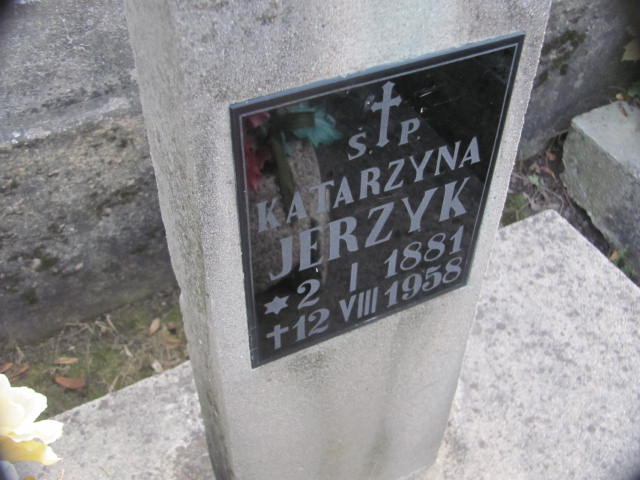 S. P.
KATARZYNA
JERZYK
* 2 I 1881
+ 12 VIII 1958